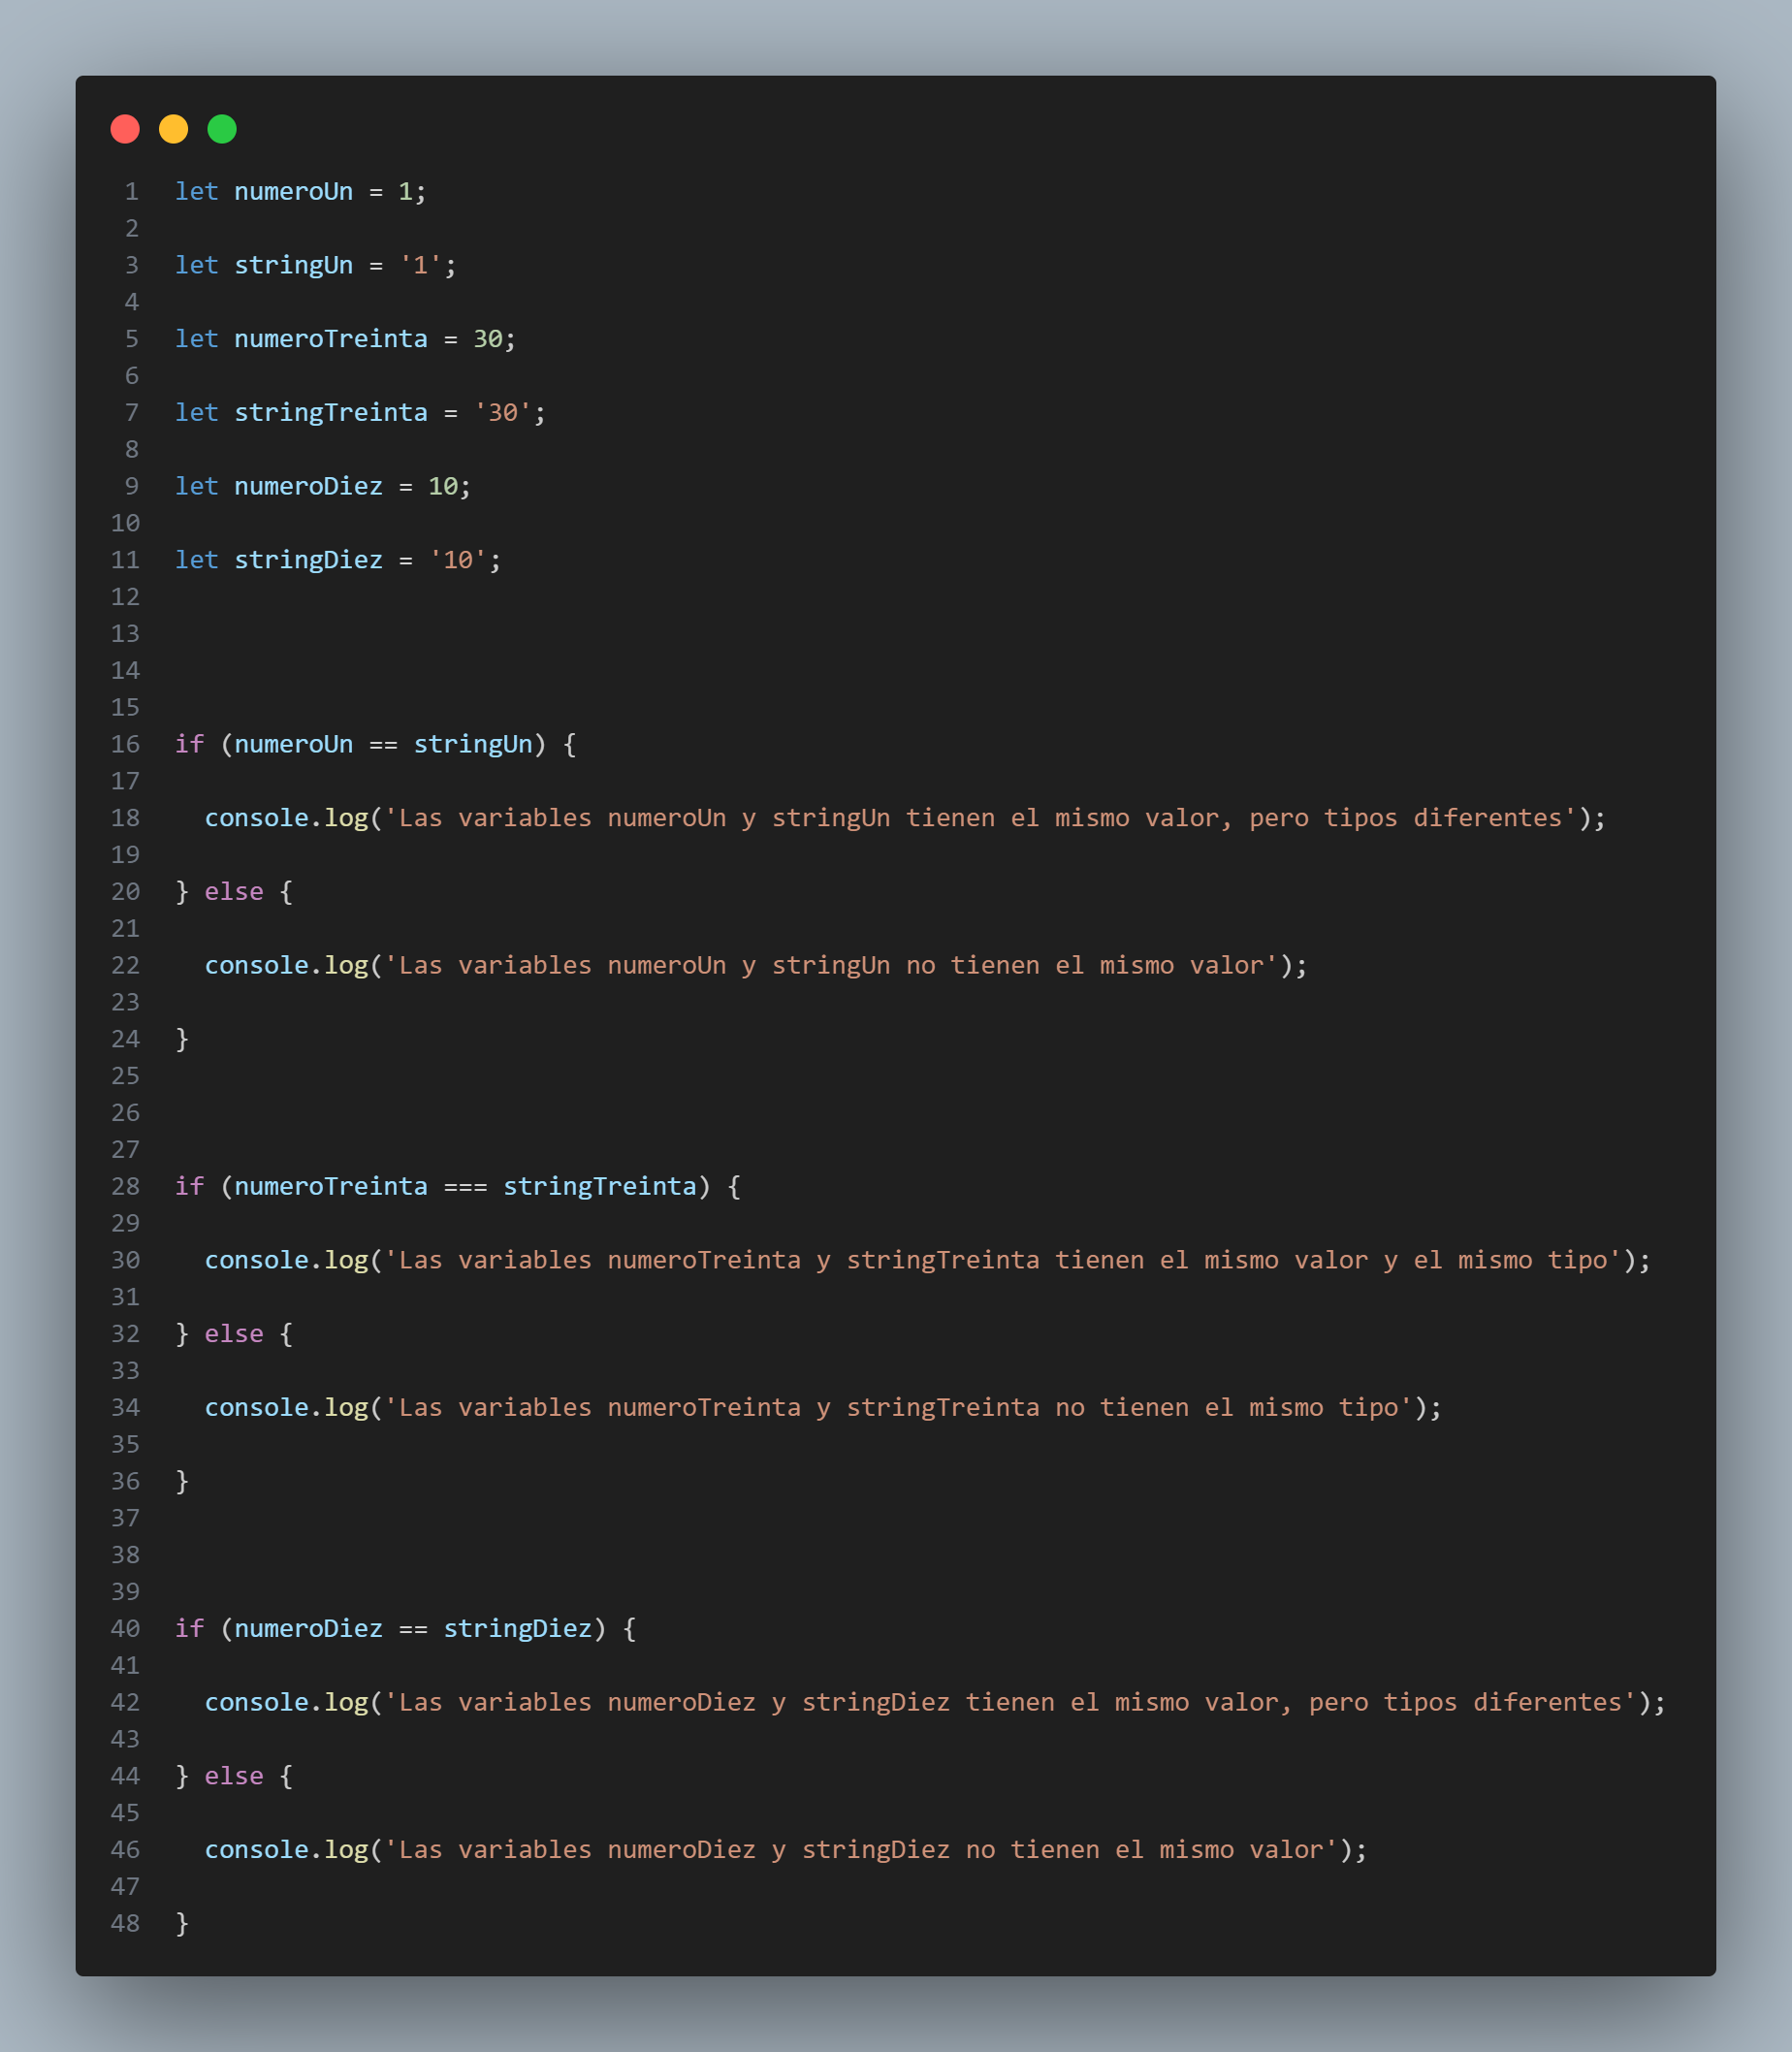 1 let numeroUn = 1;
2
3 let stringUn = '1';
4
5 let numeroTreinta = 30;
6
7 let stringTreinta = '30';
8
9 let numeroDiez = 10;
10
11 let stringDiez = '10';
12
13
14
15
16 if (numeroUn == stringUn) {
17
18   console.log('Las variables numeroUn y stringUn tienen el mismo valor, pero tipos diferentes');
19
20 } else {
21
22   console.log('Las variables numeroUn y stringUn no tienen el mismo valor');
23
24 }
25
26
27
28 if (numeroTreinta === stringTreinta) {
29
30   console.log('Las variables numeroTreinta y stringTreinta tienen el mismo valor y el mismo tipo');
31
32 } else {
33
34   console.log('Las variables numeroTreinta y stringTreinta no tienen el mismo tipo');
35
36 }
37
38
39
40 if (numeroDiez == stringDiez) {
41
42   console.log('Las variables numeroDiez y stringDiez tienen el mismo valor, pero tipos diferentes');
43
44 } else {
45
46   console.log('Las variables numeroDiez y stringDiez no tienen el mismo valor');
47
48 }